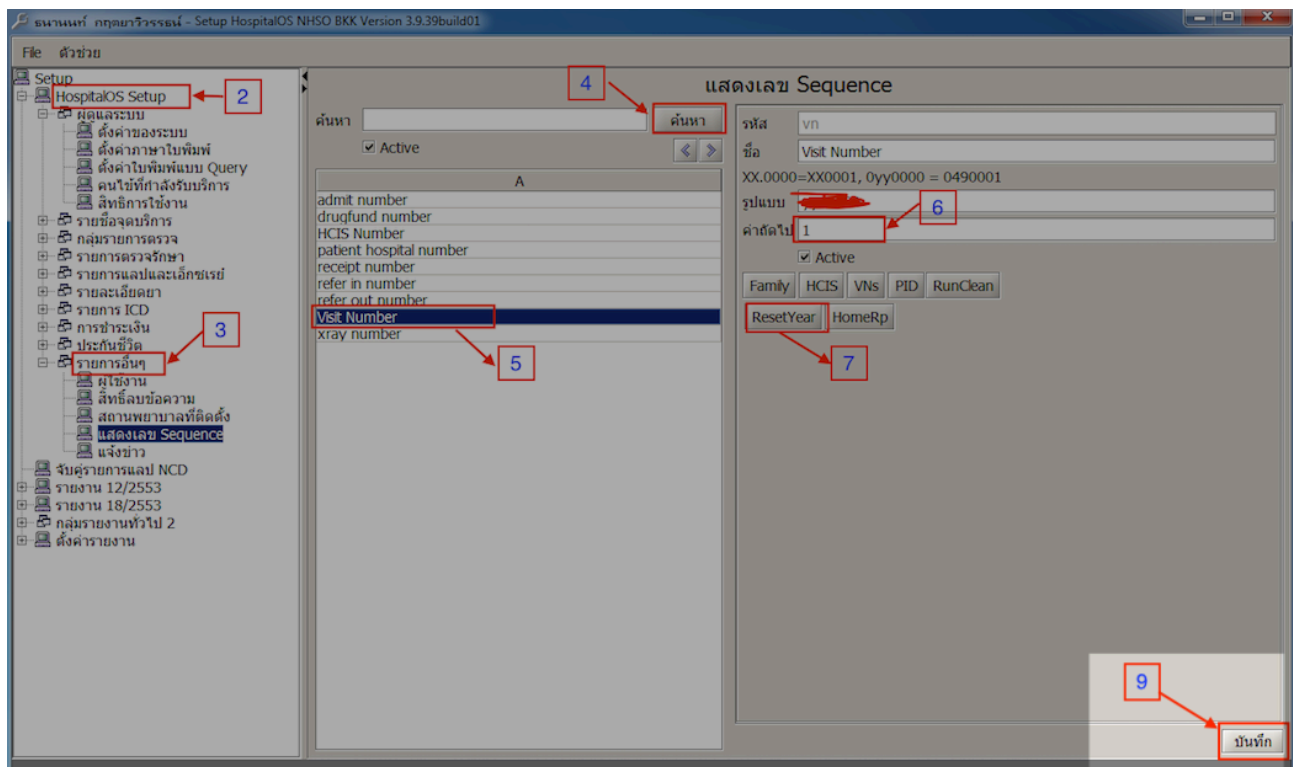 ธนานนท์ กฤตยาวิวรรธน์ - Setup HospitalOS NHSO BKK Version 3.9.39build01
File ตัวช่วย
Setup
HospitalOS Setup
2
ผู้ดูแลระบบ
ตั้งค่าของระบบ
ตั้งค่าภาษาใบพิมพ์
ตั้งค่าใบพิมพ์แบบ Query
คนไข้ที่กำลังรับบริการ
สิทธิการใช้งาน
รายชื่อจุดบริการ
กลุ่มรายการตรวจ
รายการตรวจรักษา
รายการแลปและเอ็กซเรย์
รายละเอียดยา
รายการ ICD
การชำระเงิน
3
ประกันชีวิต
รายการอื่นๆ
ผู้ใช้งาน
สิทธิ์ลบข้อความ
สถานพยาบาลที่ติดตั้ง
แสดงเลข Sequence
แจ้งข่าว
จับคู่รายการแลป NCD
รายงาน 12/2553
รายงาน 18/2553
กลุ่มรายงานทั่วไป 2
ตั้งค่ารายงาน
4
แสดงเลข Sequence
ค้นหา ค้นหา
Active
A
admit number
drugfund number
HCIS Number
patient hospital number
receipt number
refer in number
refer out number
Visit Number
xray number
5
รหัส vn
ชื่อ Visit Number
XX.0000=XX0001, 0yy0000 = 0490001
รูปแบบ
6
ค่าถัดไป 1
Active
Family HCIS VNs PID RunClean
ResetYear HomeRp
7
9
บันทึก